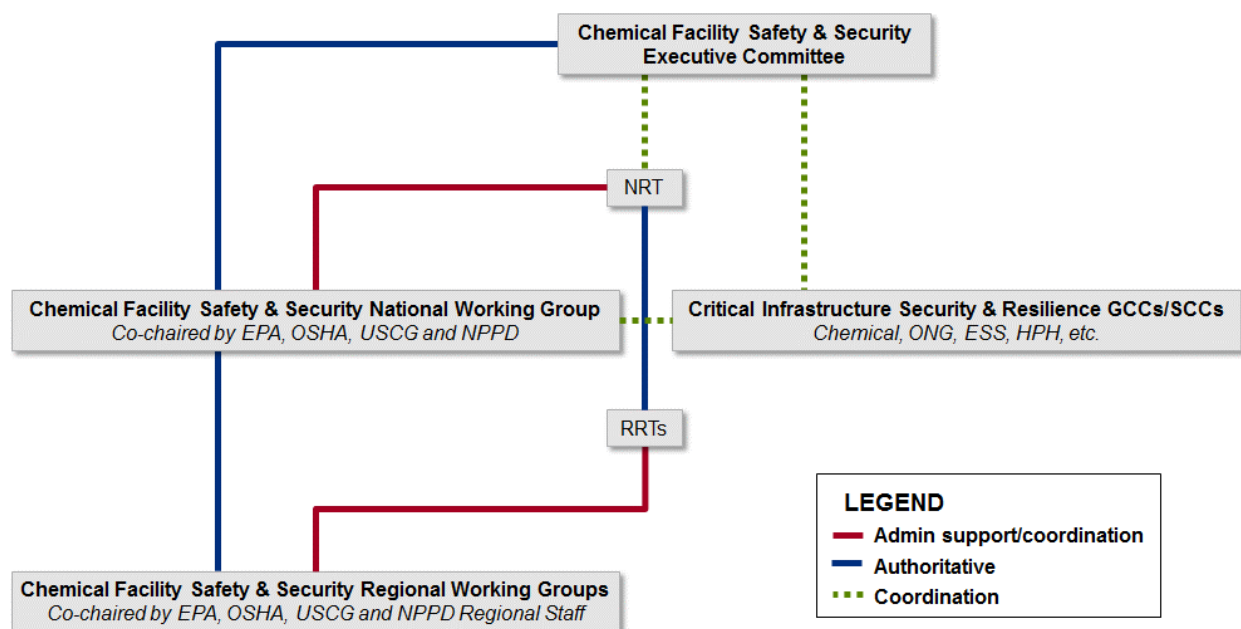 Chemical Facility Safety & Security
Executive Committee
NRT
Chemical Facility Safety & Security National Working Group
Co-chaired by EPA, OSHA, USCG and NPPD
Critical Infrastructure Security & Resilience GCCs/SCCs
Chemical, ONG, ESS, HPH, etc.
RRTs
Chemical Facility Safety & Security Regional Working Groups
Co-chaired by EPA, OSHA, USCG and NPPD Regional Staff
LEGEND
Admin support/coordination
Authoritative
Coordination